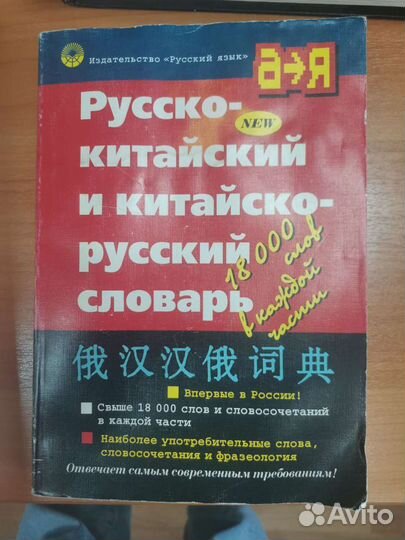 Издательство «Русский язык»
а→я
Русско-
NEW
китайский
и китайско-
русский
словарь
18 000 слов
в каждой
части
俄汉汉俄词典
Впервые в России!
Свыше 18 000 слов и словосочетаний
в каждой части
Наиболее употребительные слова,
словосочетания и фразеология
Отвечает самым современным требованиям!
Avito